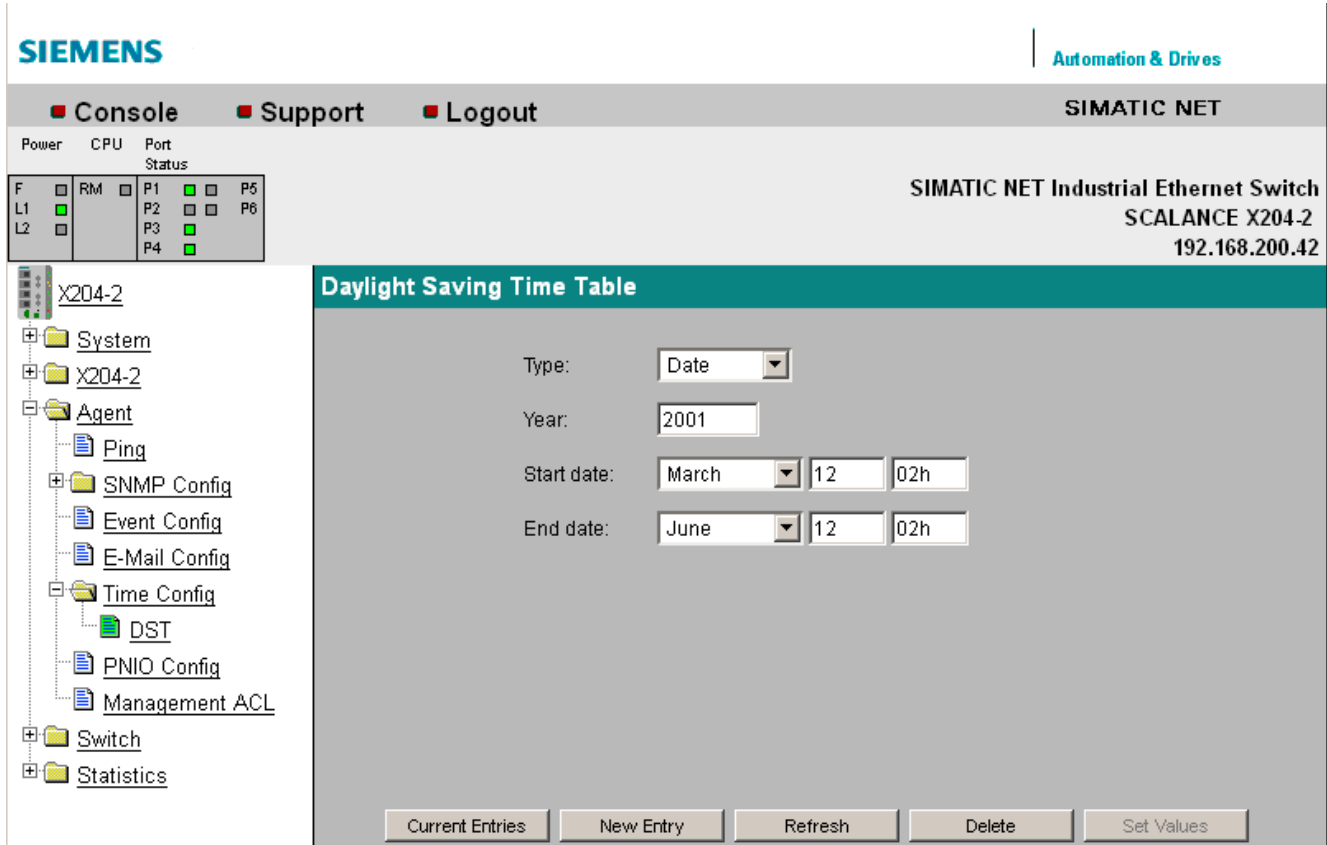 SIEMENS
Automation & Drives
Console Support Logout SIMATIC NET
Power CPU Port Status
F RM P1 P5
L1 P2 P6
L2 P3
P4
SIMATIC NET Industrial Ethernet Switch
SCALANCE X204-2
192.168.200.42
X204-2
System
X204-2
Agent
Ping
SNMP Config
Event Config
E-Mail Config
Time Config
DST
PNIO Config
Management ACL
Switch
Statistics
Daylight Saving Time Table
Type: Date
Year: 2001
Start date: March 12 02h
End date: June 12 02h
Current Entries New Entry Refresh Delete Set Values